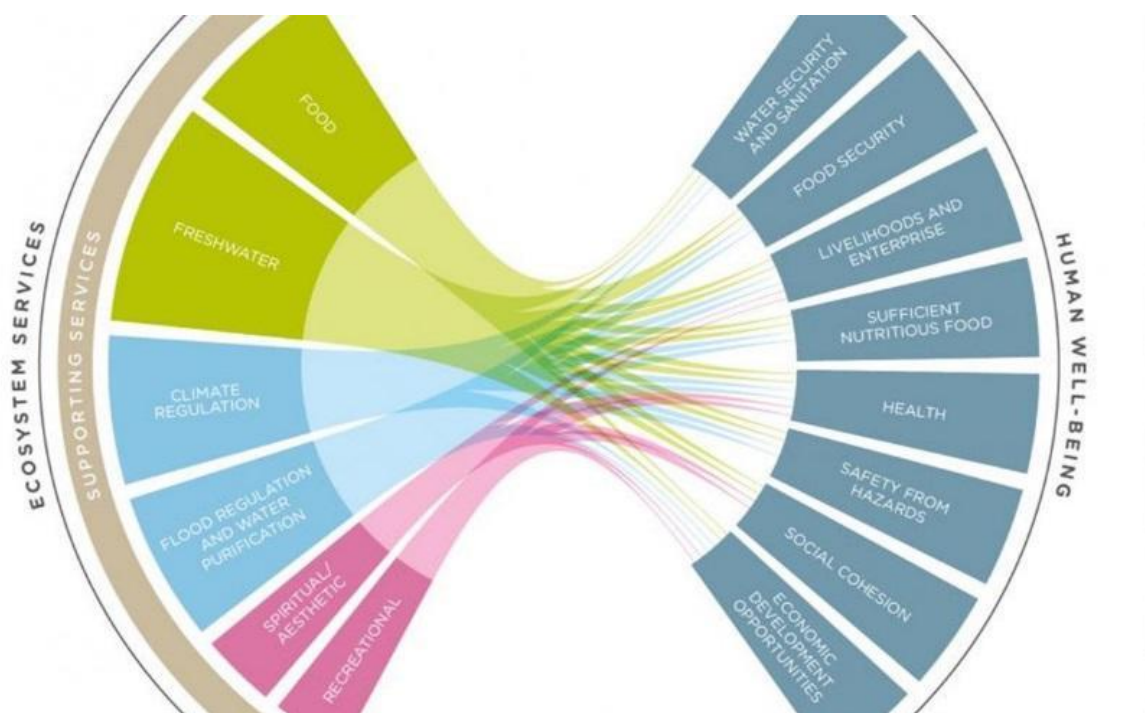 ECOSYSTEM SERVICES
SUPPORTING SERVICES
FOOD
FRESHWATER
CLIMATE
REGULATION
FLOOD REGULATION
AND WATER
PURIFICATION
SPIRITUAL/
AESTHETIC
RECREATIONAL
WATER SECURITY
AND SANITATION
FOOD SECURITY
LIVELIHOODS AND
ENTERPRISE
SUFFICIENT
NUTRITIOUS FOOD
HEALTH
SAFETY FROM
HAZARDS
SOCIAL COHESION
ECONOMIC
DEVELOPMENT
OPPORTUNITIES
HUMAN WELL-BEING